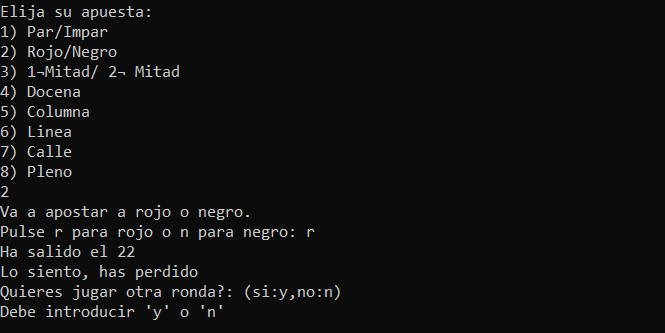 Elija su apuesta:
1) Par/Impar
2) Rojo/Negro
3) 1¬Mitad/ 2¬ Mitad
4) Docena
5) Columna
6) Linea
7) Calle
8) Pleno
2
Va a apostar a rojo o negro.
Pulse r para rojo o n para negro: r
Ha salido el 22
Lo siento, has perdido
Quieres jugar otra ronda?: (si:y,no:n)
Debe introducir 'y' o 'n'